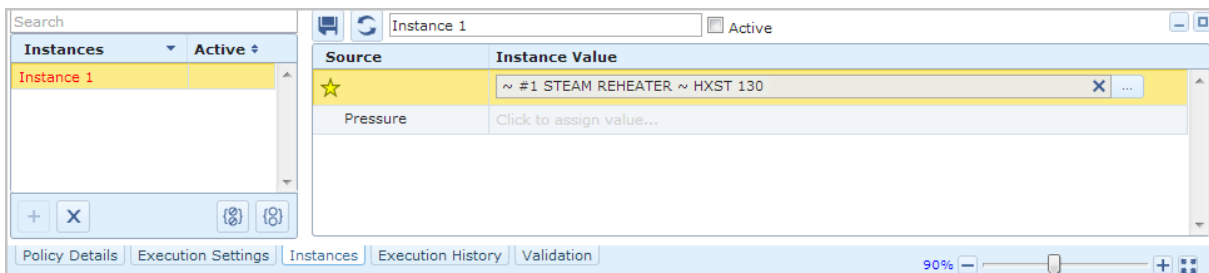 Search
Instances Active
Instance 1
Instance 1 Active
Source Instance Value
~ #1 STEAM REHEATER ~ HXST 130 ...
Pressure Click to assign value...
Policy Details Execution Settings Instances Execution History Validation
90%